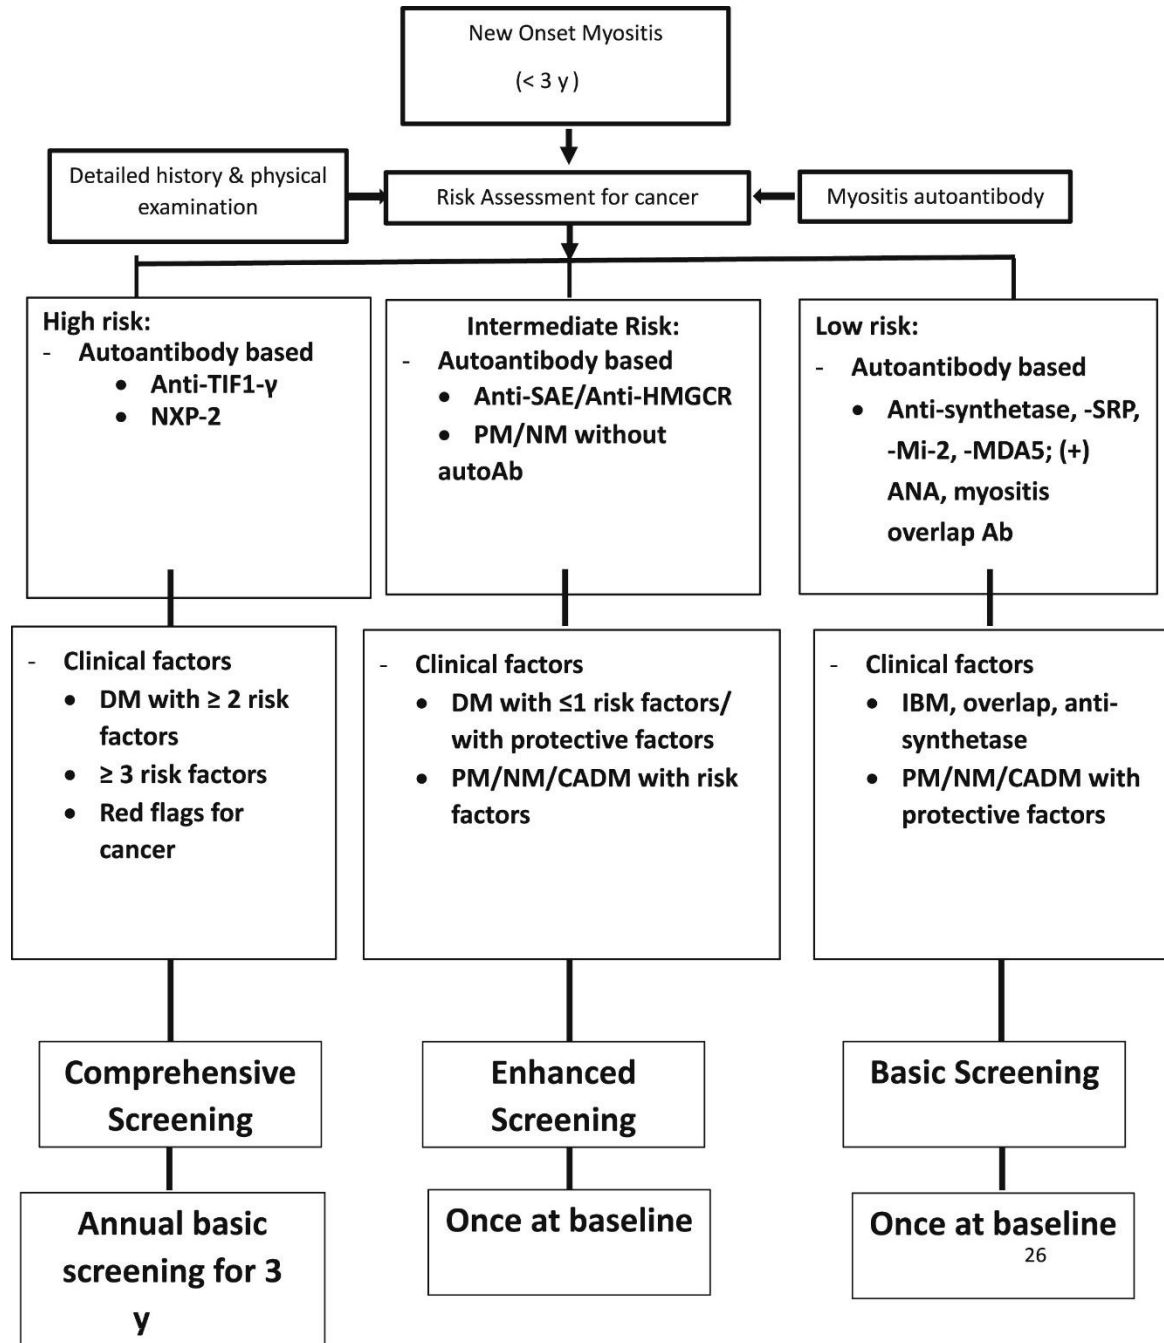 New Onset Myositis
(< 3 y )
Detailed history & physical
examination
Risk Assessment for cancer
Myositis autoantibody
High risk:
- Autoantibody based
• Anti-TIF1-γ
• NXP-2
Intermediate Risk:
- Autoantibody based
• Anti-SAE/Anti-HMGCR
• PM/NM without
autoAb
Low risk:
- Autoantibody based
• Anti-synthetase, -SRP,
-Mi-2, -MDA5; (+)
ANA, myositis
overlap Ab
- Clinical factors
• DM with ≥ 2 risk
factors
• ≥ 3 risk factors
• Red flags for
cancer
- Clinical factors
• DM with ≤1 risk factors/
with protective factors
• PM/NM/CADM with risk
factors
- Clinical factors
• IBM, overlap, anti-
synthetase
• PM/NM/CADM with
protective factors
Comprehensive
Screening
Enhanced
Screening
Basic Screening
Annual basic
screening for 3
y
Once at baseline
Once at baseline
26